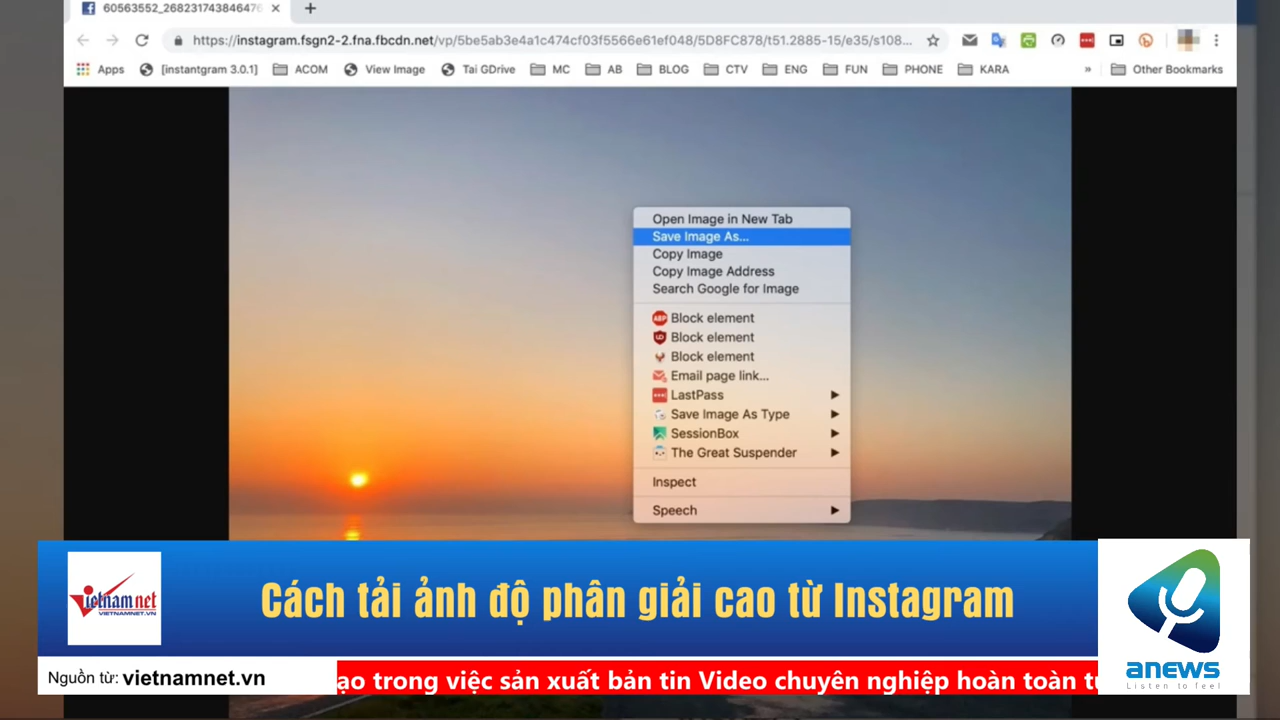 60563552_268231743846476
https://instagram.fsgn2-2.fna.fbcdn.net/vp/5be5ab3e4a1c474cf03f5566e61ef048/5D8FC878/t51.2885-15/e35/s108...
Apps [instantgram 3.0.1] ACOM View Image Tai GDrive MC AB BLOG CTV ENG FUN PHONE KARA » Other Bookmarks
Open Image in New Tab
Save Image As...
Copy Image
Copy Image Address
Search Google for Image
ABP Block element
Block element
Block element
Email page link...
LastPass
Save Image As Type
SessionBox
The Great Suspender
Inspect
Speech
Vietnamnet
VIETNAMNET.VN
Cách tải ảnh độ phân giải cao từ Instagram
Nguồn từ: vietnamnet.vn
ạo trong việc sản xuất bản tin Video chuyên nghiệp hoàn toàn tự
anews
Listen to feel